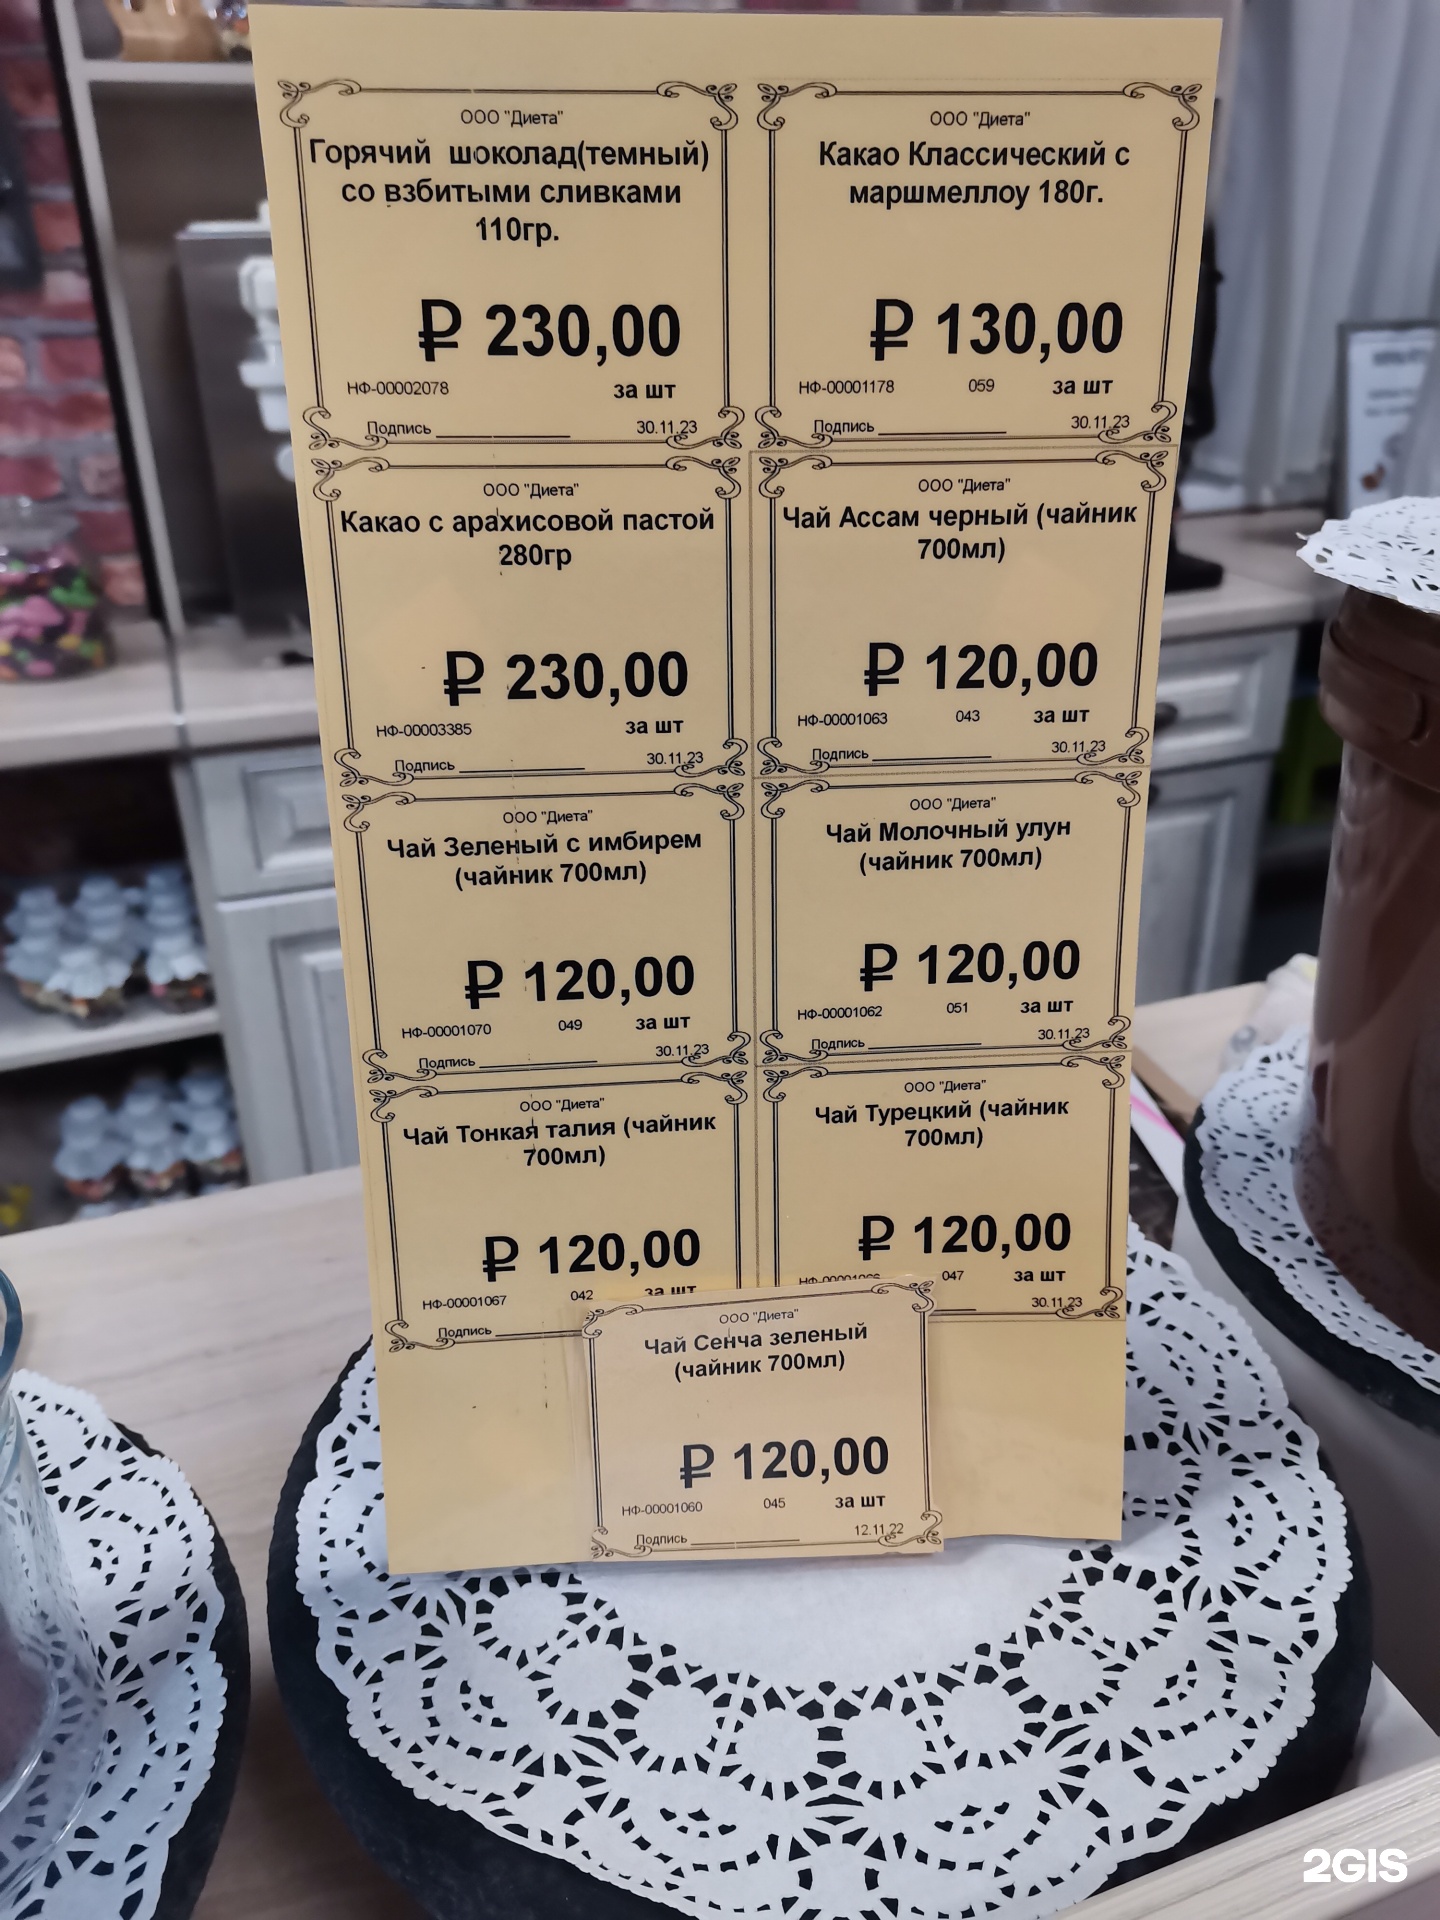 ООО "Диета"
Горячий шоколад(темный)
со взбитыми сливками
110гр.
₽ 230,00
НФ-00002078 за шт
Подпись 30.11.23
ООО "Диета"
Какао Классический с
маршмеллоу 180г.
₽ 130,00
НФ-00001178 059 за шт
Подпись 30.11.23
ООО "Диета"
Какао с арахисовой пастой
280гр
₽ 230,00
НФ-00003385 за шт
Подпись 30.11.23
ООО "Диета"
Чай Ассам черный (чайник
700мл)
₽ 120,00
НФ-00001063 043 за шт
Подпись 30.11.23
ООО "Диета"
Чай Зеленый с имбирем
(чайник 700мл)
₽ 120,00
НФ-00001070 049 за шт
Подпись 30.11.23
ООО "Диета"
Чай Молочный улун
(чайник 700мл)
₽ 120,00
НФ-00001062 051 за шт
Подпись 30.11.23
ООО "Диета"
Чай Тонкая талия (чайник
700мл)
₽ 120,00
НФ-00001067 042 за шт
Подпись
ООО "Диета"
Чай Турецкий (чайник
700мл)
₽ 120,00
047 за шт
30.11.23
ООО "Диета"
Чай Сенча зеленый
(чайник 700мл)
₽ 120,00
НФ-00001060 045 за шт
Подпись 12.11.22
2GIS